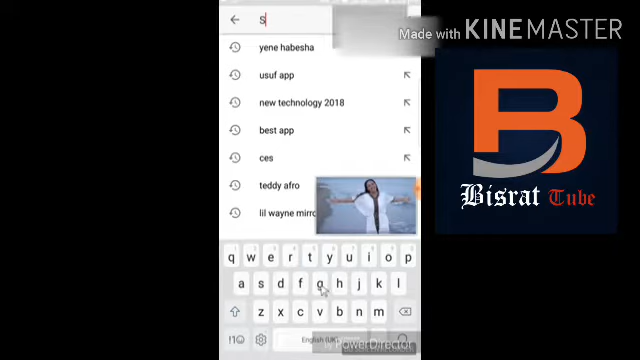 S
Made with KINEMASTER
yene habesha
usuf app
new technology 2018
best app
ces
teddy afro
lil wayne mirro
Bisrat Tube
q w e r t y u i o p
a s d f g h j k l
z x c v b n m
!1☺ English (UK)
PowerDirector